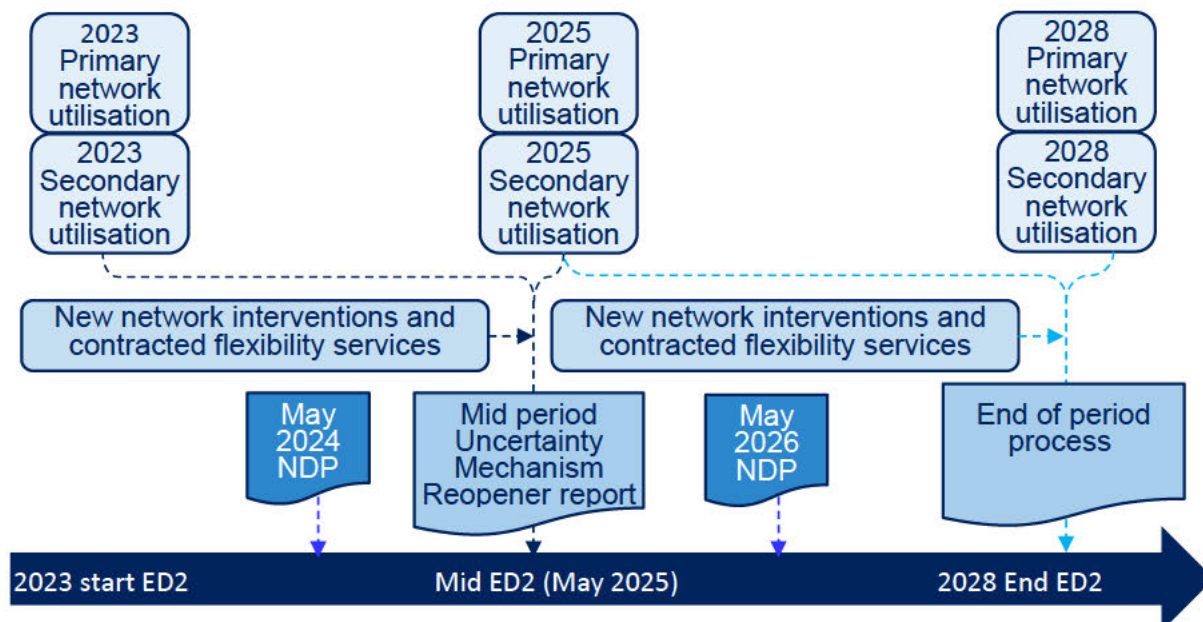 2023
Primary
network
utilisation
2023
Secondary
network
utilisation
2025
Primary
network
utilisation
2025
Secondary
network
utilisation
2028
Primary
network
utilisation
2028
Secondary
network
utilisation
New network interventions and
contracted flexibility services
New network interventions and
contracted flexibility services
May
2024
NDP
Mid period
Uncertainty
Mechanism
Reopener report
May
2026
NDP
End of period
process
2023 start ED2
Mid ED2 (May 2025)
2028 End ED2